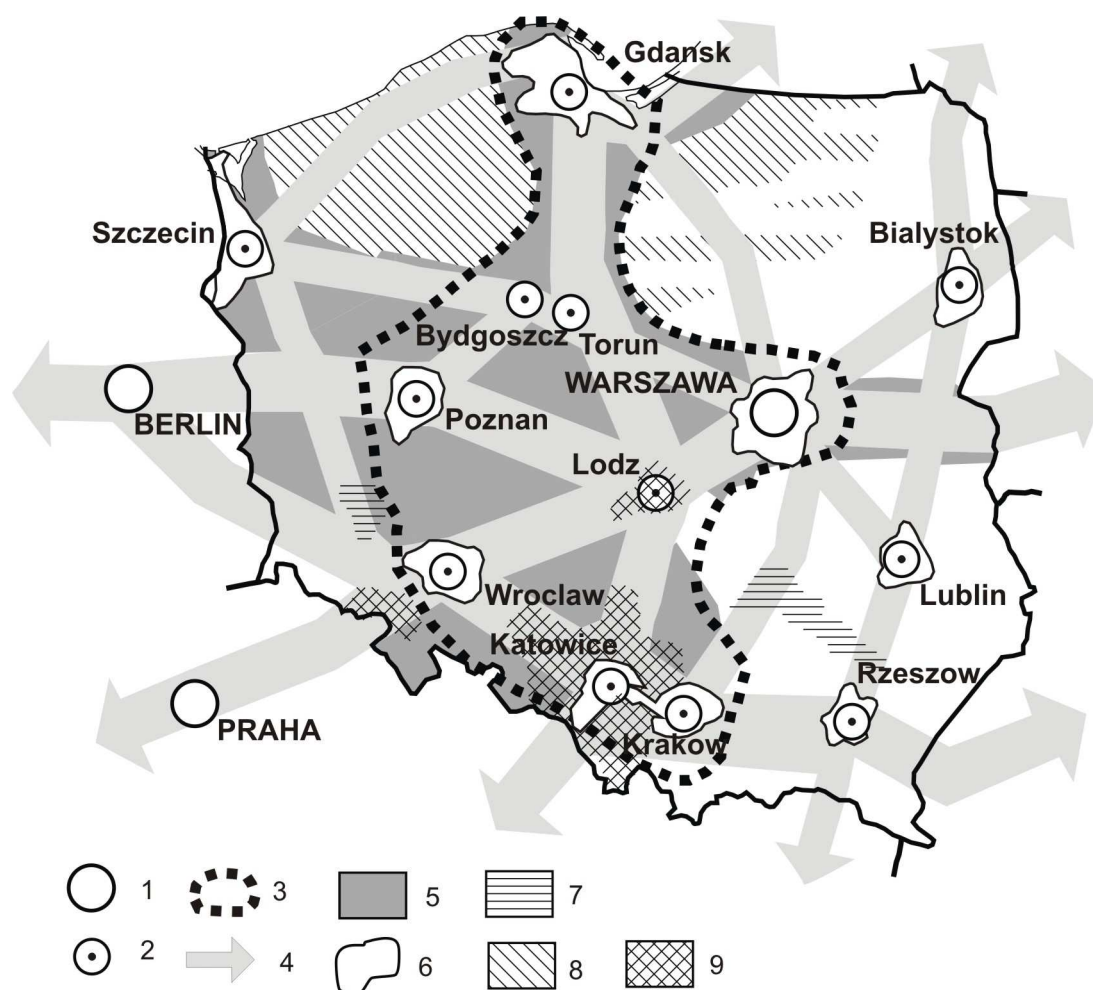 Gdansk
Szczecin
Bialystok
Bydgoszcz
Torun
WARSZAWA
BERLIN
Poznan
Lodz
Wroclaw
Lublin
Katowice
Rzeszow
PRAHA
Krakow
1
3
5
7
2
4
6
8
9